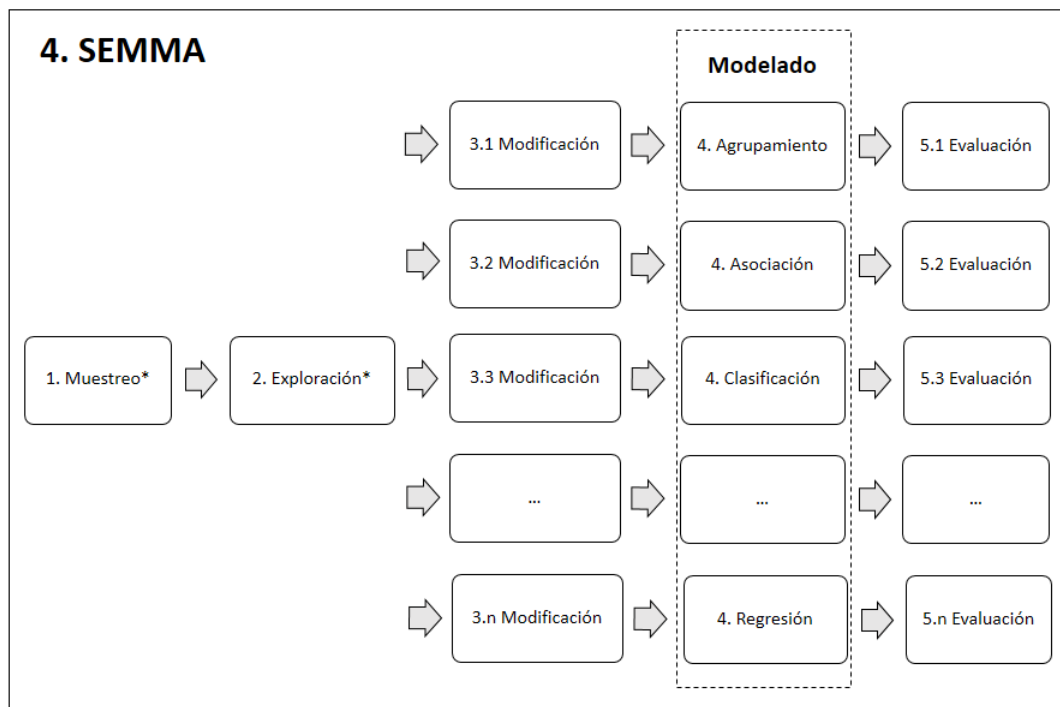 4. SEMMA
Modelado
3.1 Modificación
4. Agrupamiento
5.1 Evaluación
3.2 Modificación
4. Asociación
5.2 Evaluación
1. Muestreo*
2. Exploración*
3.3 Modificación
4. Clasificación
5.3 Evaluación
...
...
...
3.n Modificación
4. Regresión
5.n Evaluación